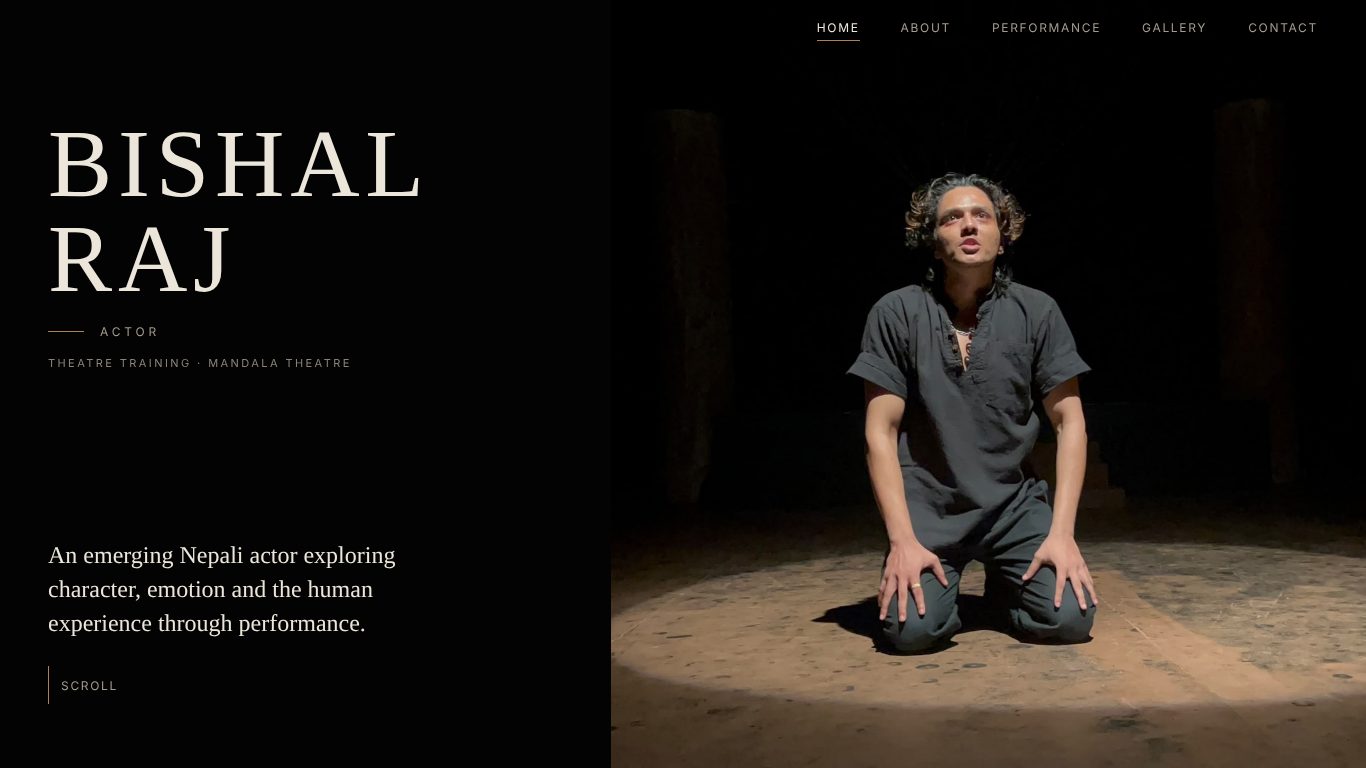 HOME ABOUT PERFORMANCE GALLERY CONTACT
BISHAL
RAJ
ACTOR
THEATRE TRAINING · MANDALA THEATRE
An emerging Nepali actor exploring
character, emotion and the human
experience through performance.
SCROLL